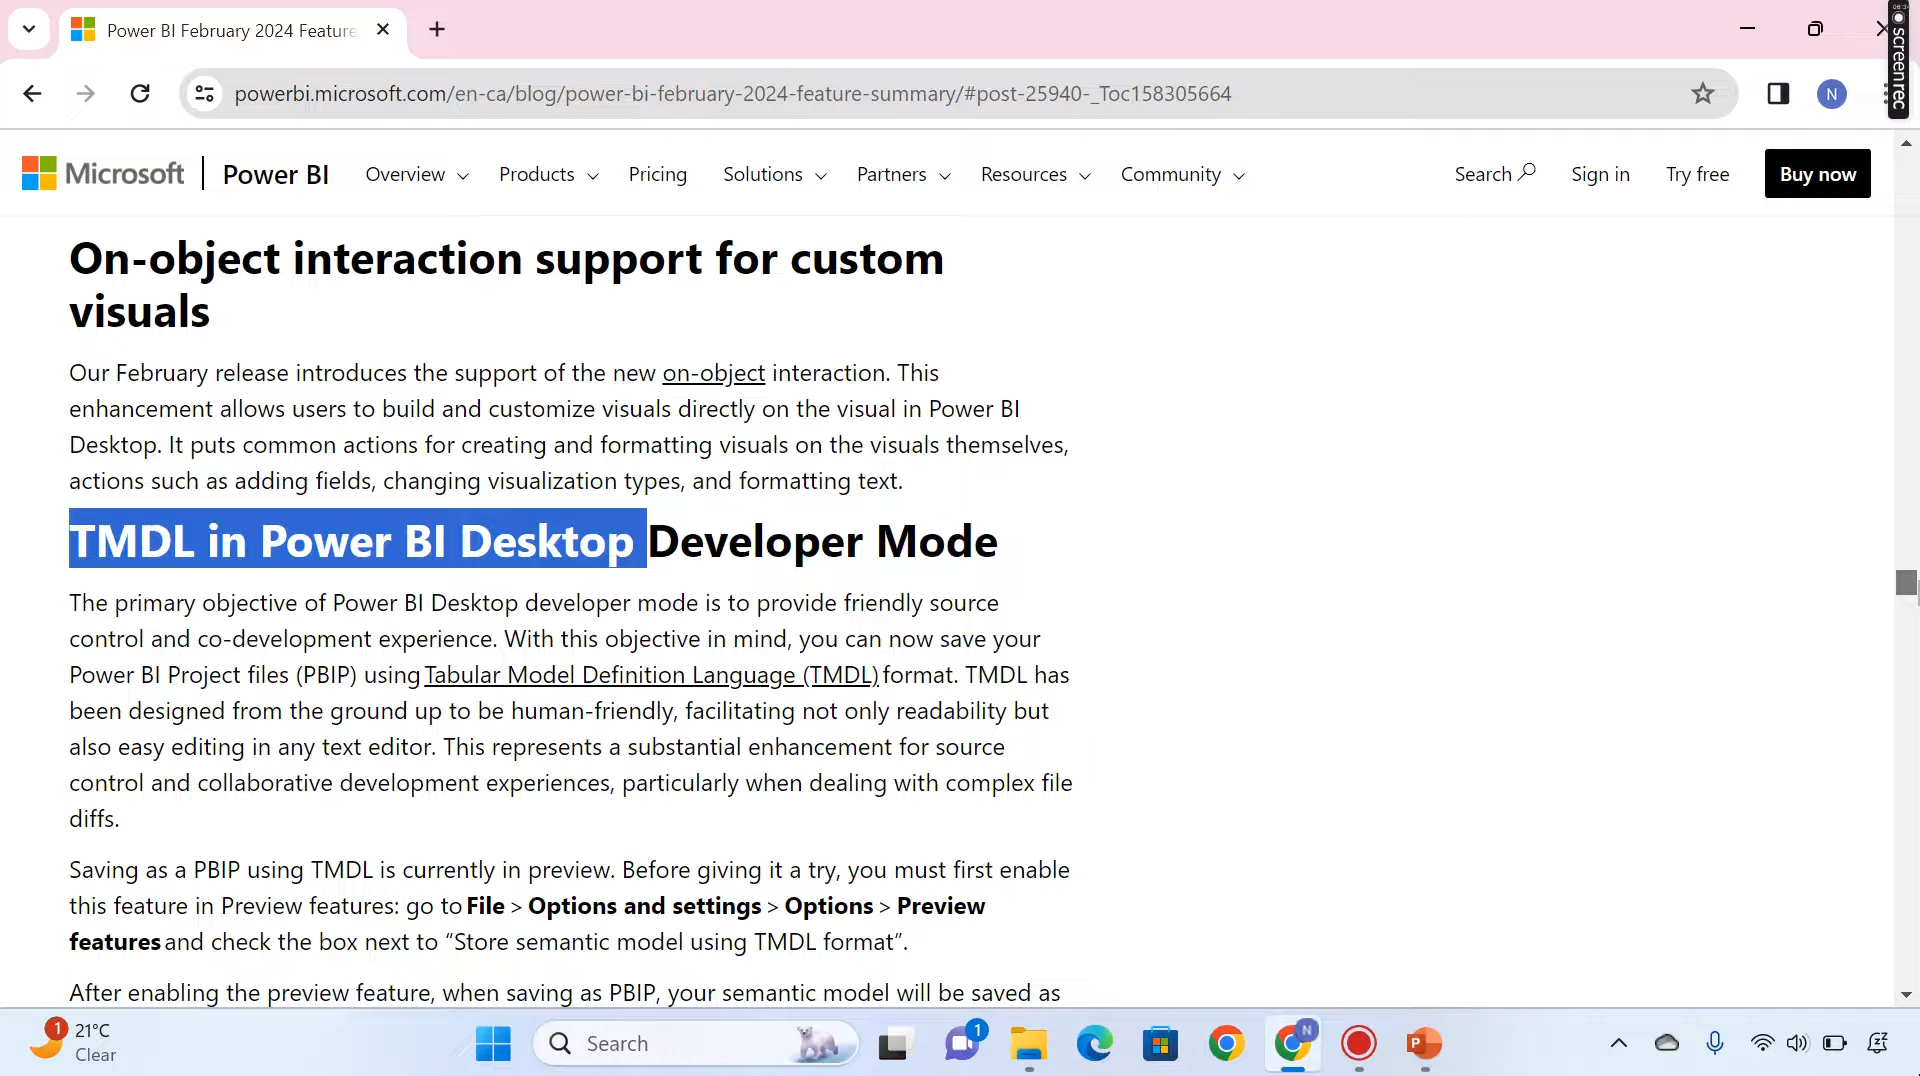 Power BI February 2024 Feature
08:3
screenrec
powerbi.microsoft.com/en-ca/blog/power-bi-february-2024-feature-summary/#post-25940-_Toc158305664
N
Microsoft
Power BI
Overview
Products
Pricing
Solutions
Partners
Resources
Community
Search
Sign in
Try free
Buy now
On-object interaction support for custom
visuals
Our February release introduces the support of the new on-object interaction. This
enhancement allows users to build and customize visuals directly on the visual in Power BI
Desktop. It puts common actions for creating and formatting visuals on the visuals themselves,
actions such as adding fields, changing visualization types, and formatting text.
TMDL in Power BI Desktop Developer Mode
The primary objective of Power BI Desktop developer mode is to provide friendly source
control and co-development experience. With this objective in mind, you can now save your
Power BI Project files (PBIP) using Tabular Model Definition Language (TMDL) format. TMDL has
been designed from the ground up to be human-friendly, facilitating not only readability but
also easy editing in any text editor. This represents a substantial enhancement for source
control and collaborative development experiences, particularly when dealing with complex file
diffs.
Saving as a PBIP using TMDL is currently in preview. Before giving it a try, you must first enable
this feature in Preview features: go to File > Options and settings > Options > Preview
features and check the box next to “Store semantic model using TMDL format”.
After enabling the preview feature, when saving as PBIP, your semantic model will be saved as
1
21°C
Clear
Search
1
N
P